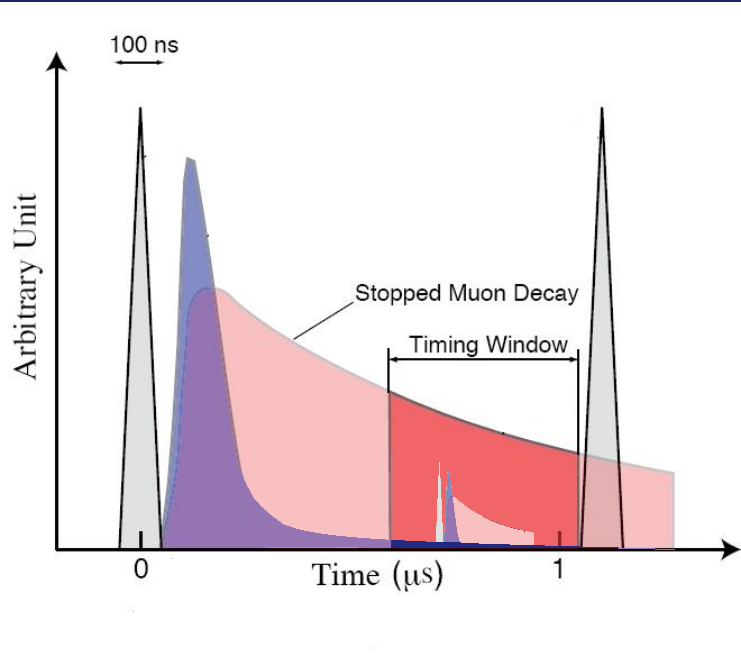 100 ns
Arbitrary Unit
Stopped Muon Decay
Timing Window
0
1
Time (μs)